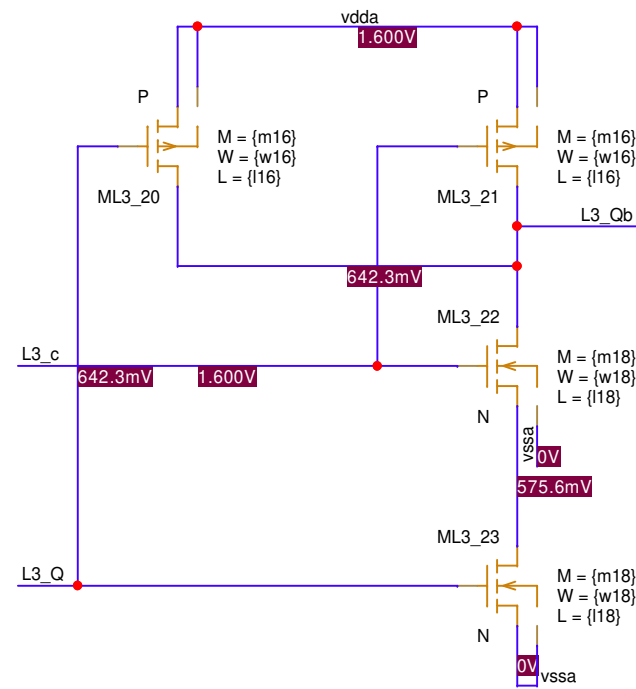 vdda
1.600V
P
M = {m16}
W = {w16}
L = {l16}
ML3_20
P
M = {m16}
W = {w16}
L = {l16}
ML3_21
L3_Qb
642.3mV
ML3_22
L3_c
642.3mV
1.600V
M = {m18}
W = {w18}
L = {l18}
N
vssa
0V
575.6mV
ML3_23
L3_Q
M = {m18}
W = {w18}
L = {l18}
N
0V
vssa